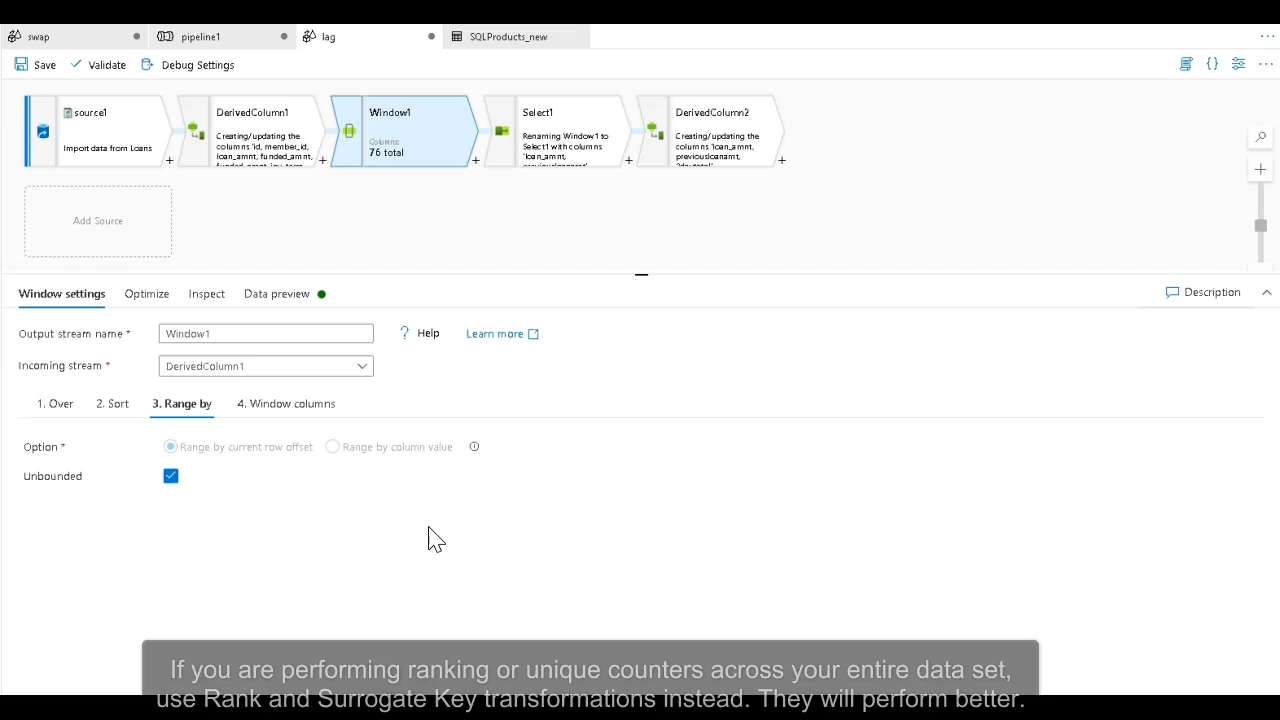 swap
pipeline1
lag
SQLProducts_new
Save
Validate
Debug Settings
source1
Import data from Loans
DerivedColumn1
Creating/updating the
columns 'id, member_id,
loan_amnt, funded_amnt,
Window1
Columns:
76 total
Select1
Renaming Window1 to
Select1 with columns
'loan_amnt,
DerivedColumn2
Creating/updating the
columns 'loan_amnt,
previousloanamt,
Add Source
Window settings
Optimize
Inspect
Data preview
Description
Output stream name *
Window1
? Help
Learn more
Incoming stream *
DerivedColumn1
1. Over
2. Sort
3. Range by
4. Window columns
Option *
Range by current row offset
Range by column value
Unbounded
If you are performing ranking or unique counters across your entire data set,
use Rank and Surrogate Key transformations instead. They will perform better.